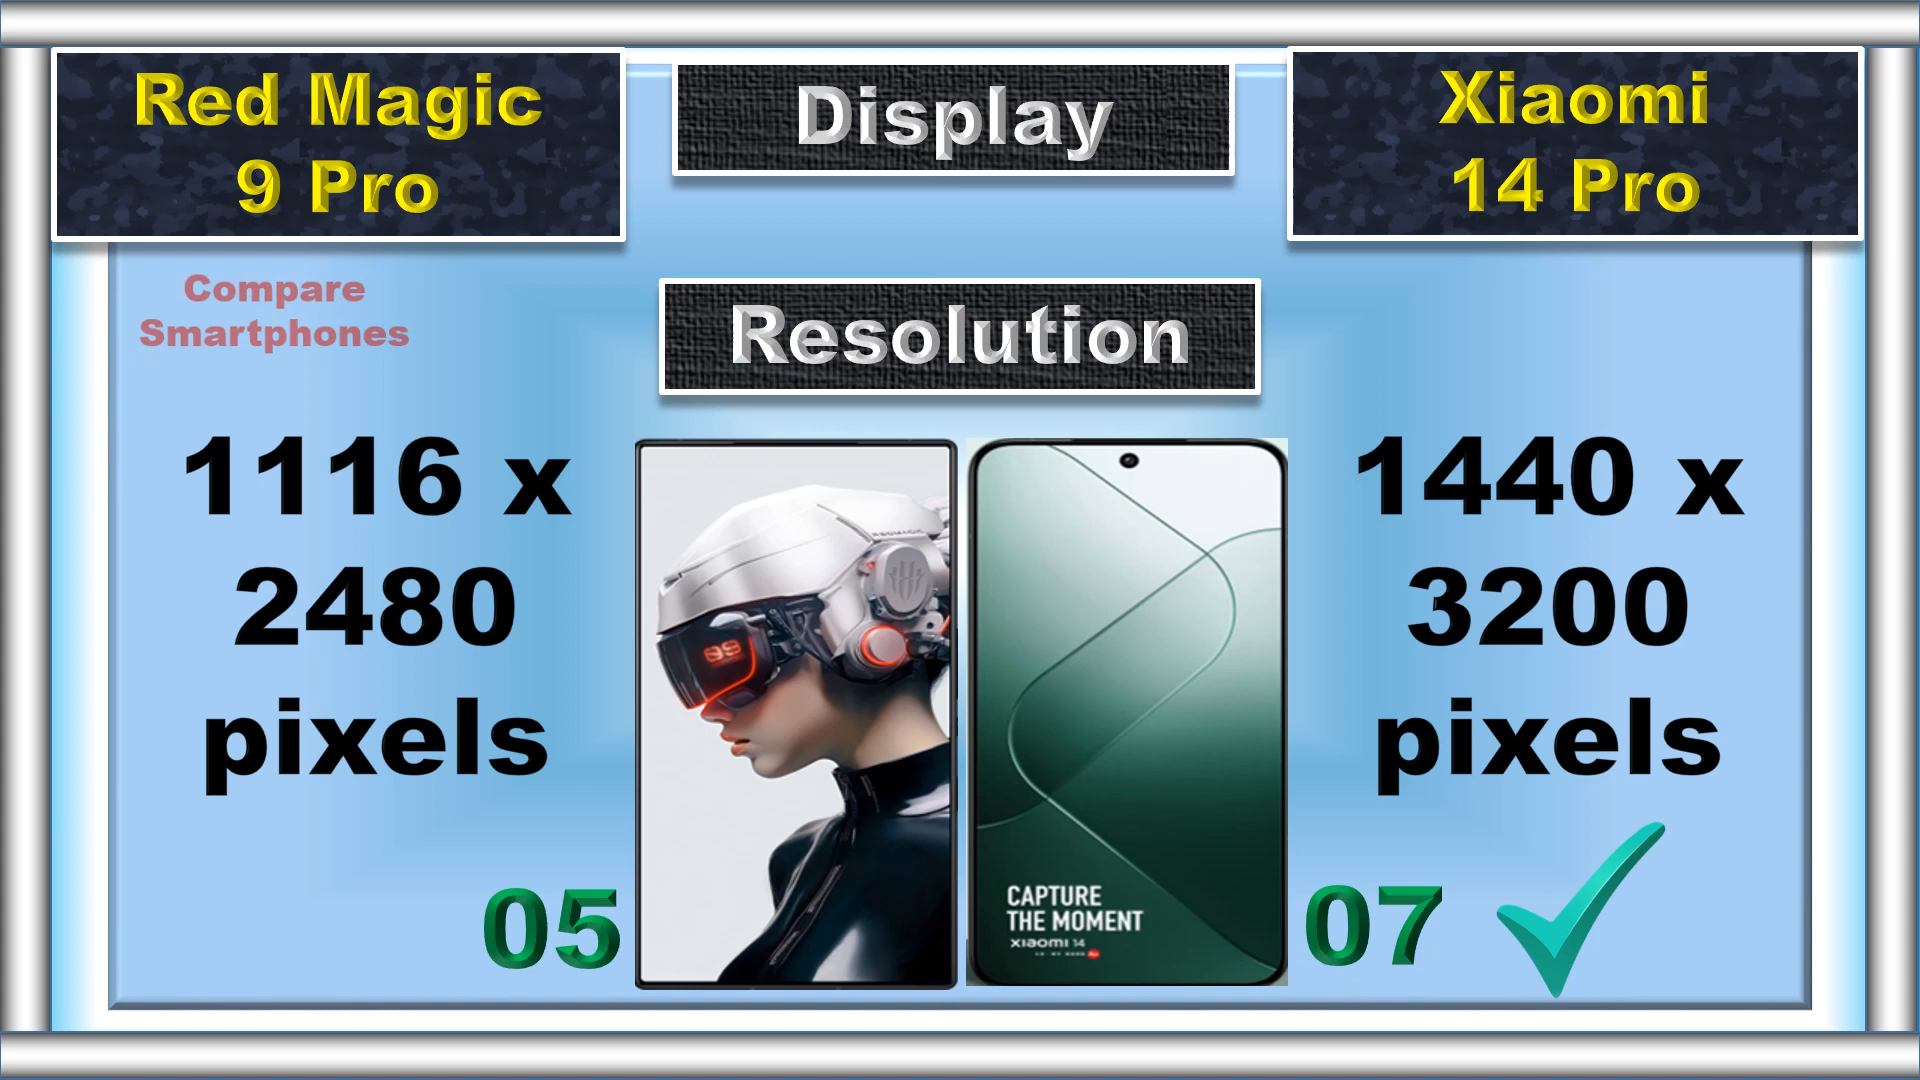 Red Magic
9 Pro
Display
Xiaomi
14 Pro
Compare
Smartphones
Resolution
1116 x
2480
pixels
1440 x
3200
pixels
09
CAPTURE
THE MOMENT
xiaomi 14
05
07